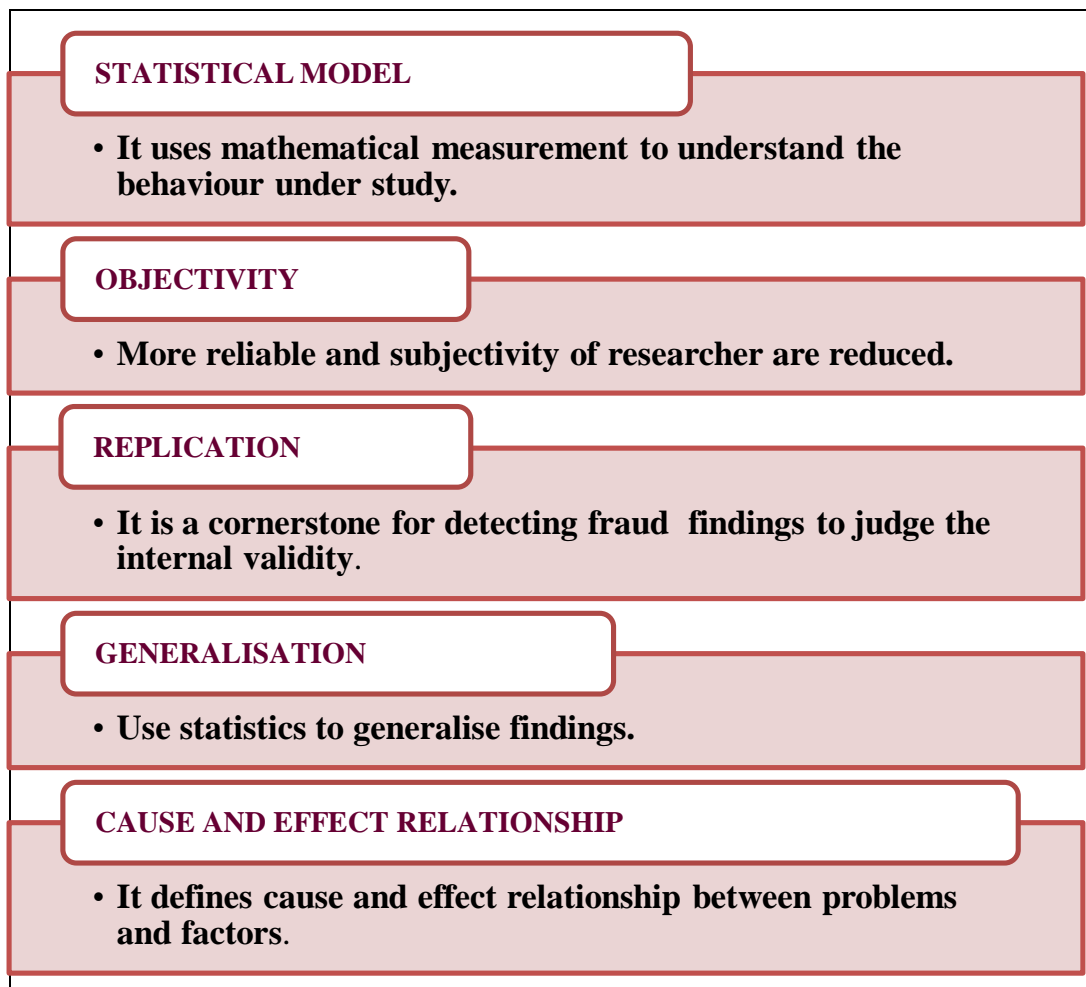 STATISTICAL MODEL
• It uses mathematical measurement to understand the
behaviour under study.
OBJECTIVITY
• More reliable and subjectivity of researcher are reduced.
REPLICATION
• It is a cornerstone for detecting fraud findings to judge the
internal validity.
GENERALISATION
• Use statistics to generalise findings.
CAUSE AND EFFECT RELATIONSHIP
• It defines cause and effect relationship between problems
and factors.